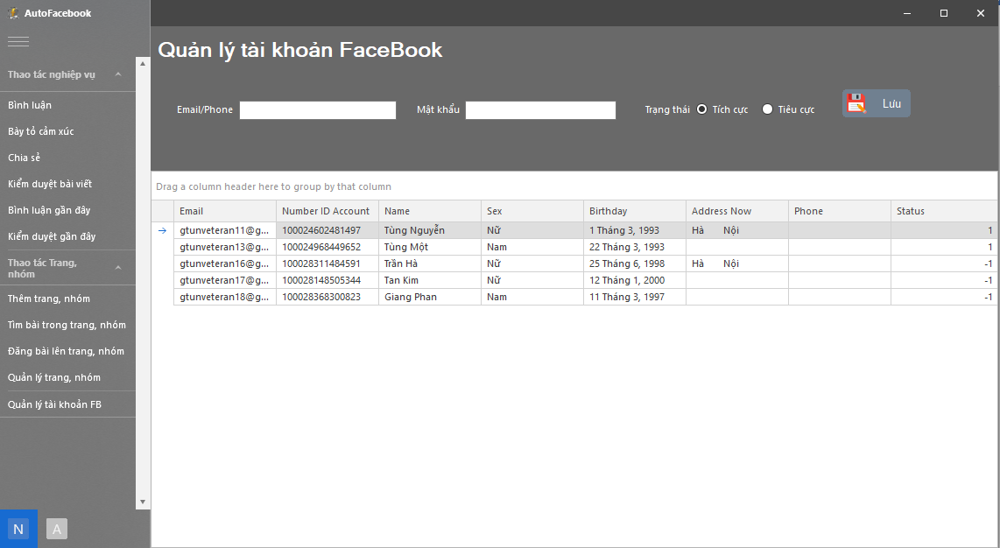 AutoFacebook
Thao tác nghiệp vụ
Bình luận
Bày tỏ cảm xúc
Chia sẻ
Kiểm duyệt bài viết
Bình luận gần đây
Kiểm duyệt gần đây
Thao tác Trang,
nhóm
Thêm trang, nhóm
Tìm bài trong trang, nhóm
Đăng bài lên trang, nhóm
Quản lý trang, nhóm
Quản lý tài khoản FB
N A
Quản lý tài khoản FaceBook
Email/Phone Mật khẩu Trạng thái Tích cực Tiêu cực Lưu
Drag a column header here to group by that column
Email Number ID Account Name Sex Birthday Address Now Phone Status
gtunveteran11@g... 100024602481497 Tùng Nguyễn Nữ 1 Tháng 3, 1993 Hà Nội 1
gtunveteran13@g... 100024968449652 Tùng Một Nam 22 Tháng 3, 1993 1
gtunveteran16@g... 100028311484591 Trần Hà Nữ 25 Tháng 6, 1998 Hà Nội -1
gtunveteran17@g... 100028148505344 Tan Kim Nữ 12 Tháng 1, 2000 -1
gtunveteran18@g... 100028368300823 Giang Phan Nam 11 Tháng 3, 1997 -1